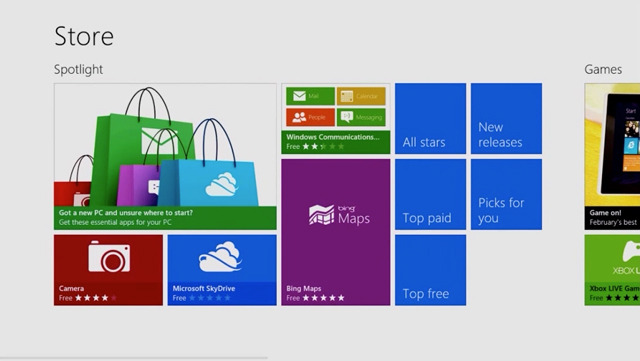 Store
Spotlight
Games
Got a new PC and unsure where to start?
Get these essential apps for your PC
Mail
Calendar
People
Messaging
Windows Communications...
Free
All stars
New
releases
bing
Maps
Bing Maps
Free
Top paid
Picks for
you
Top free
Camera
Free
Microsoft SkyDrive
Free
Start
Game on!
February's best
XBOX LIVE
Xbox LIVE Gam
Free